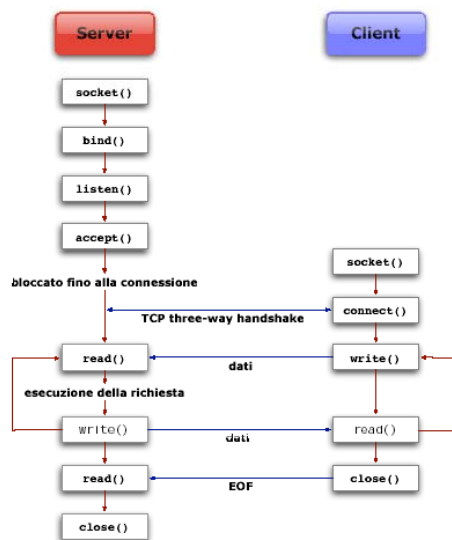 Server
Client
socket()
bind()
listen()
accept()
bloccato fino alla connessione
socket()
TCP three-way handshake
connect()
read()
dati
write()
esecuzione della richiesta
write()
dati
read()
read()
EOF
close()
close()